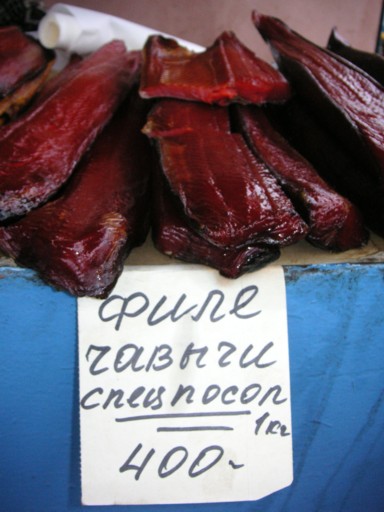 филе
чавычи
спецпосол
1кг
400-